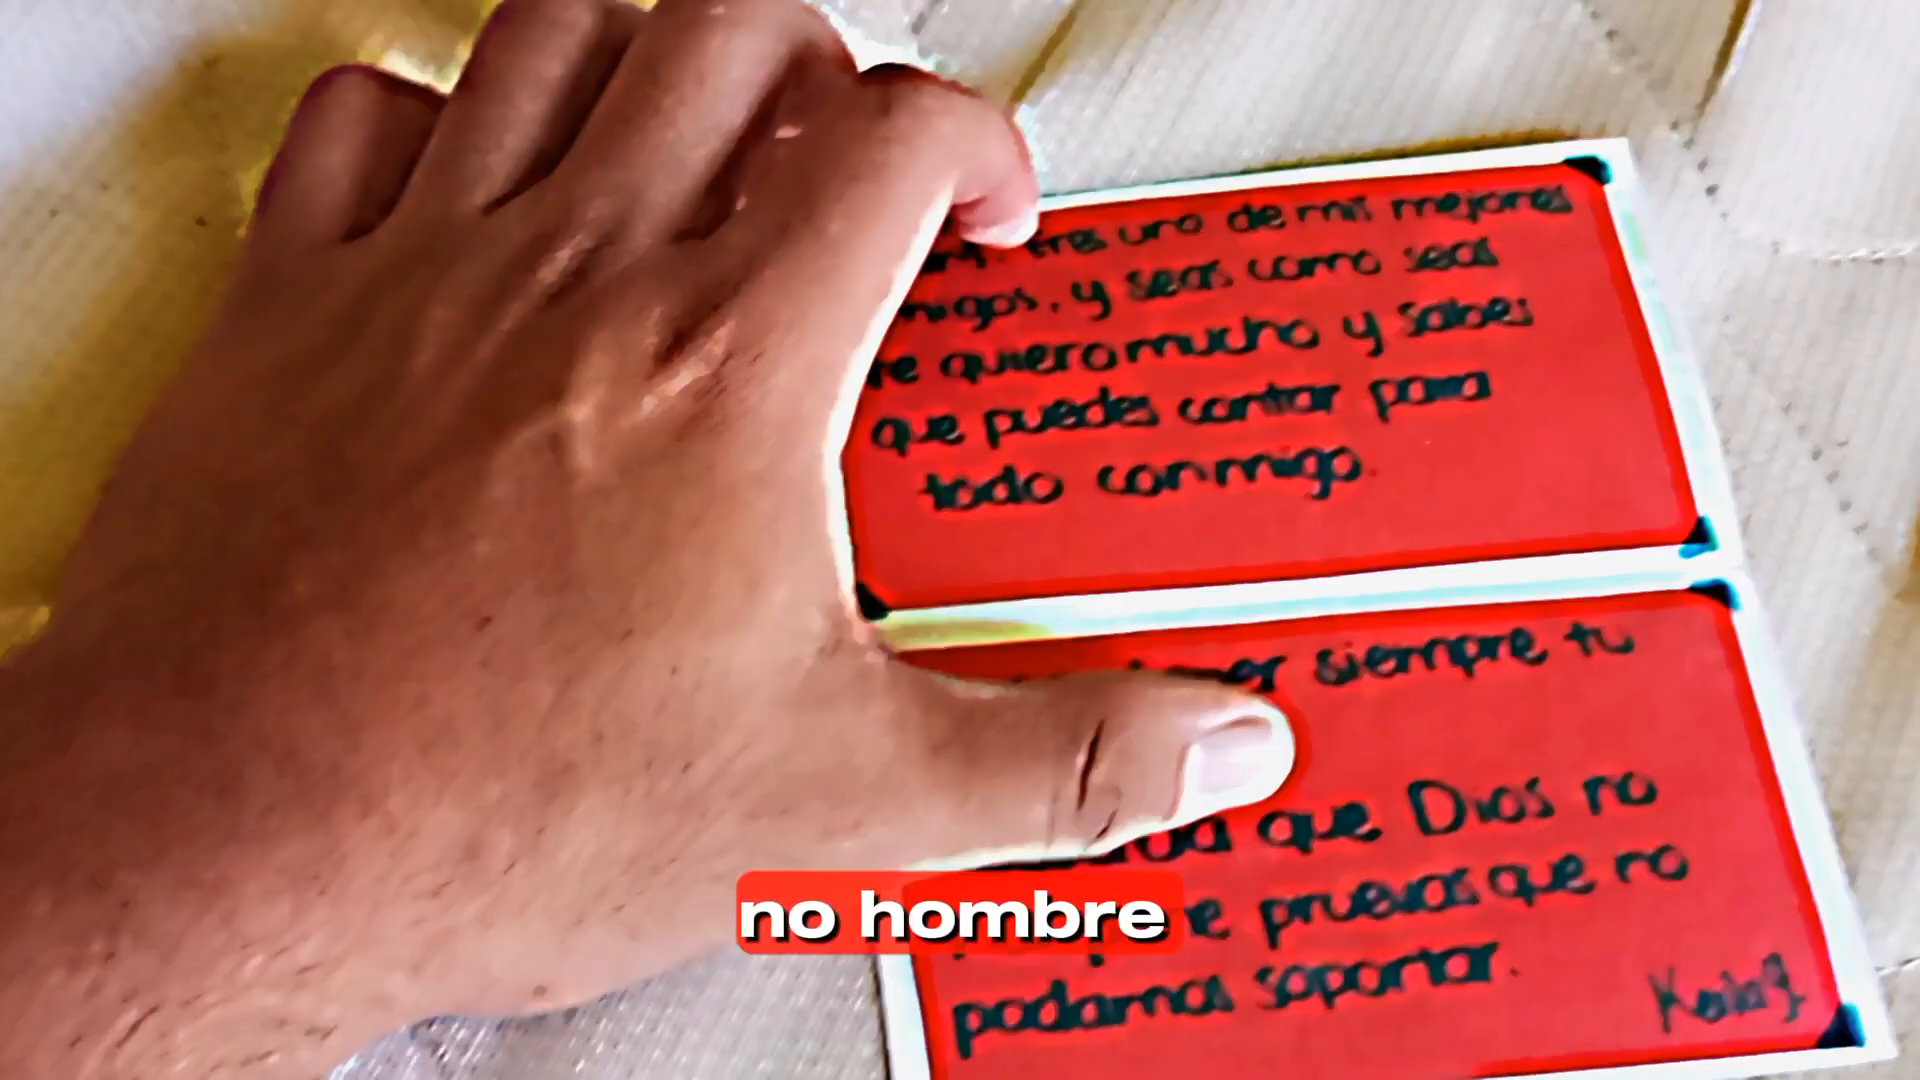 eres uno de mis mejores
migos, y seas como seas
te quiero mucho y sabes
que puedes contar para
todo conmigo.
siempre tu
que Dios no
pruevas que no
podamos soportar.
no hombre